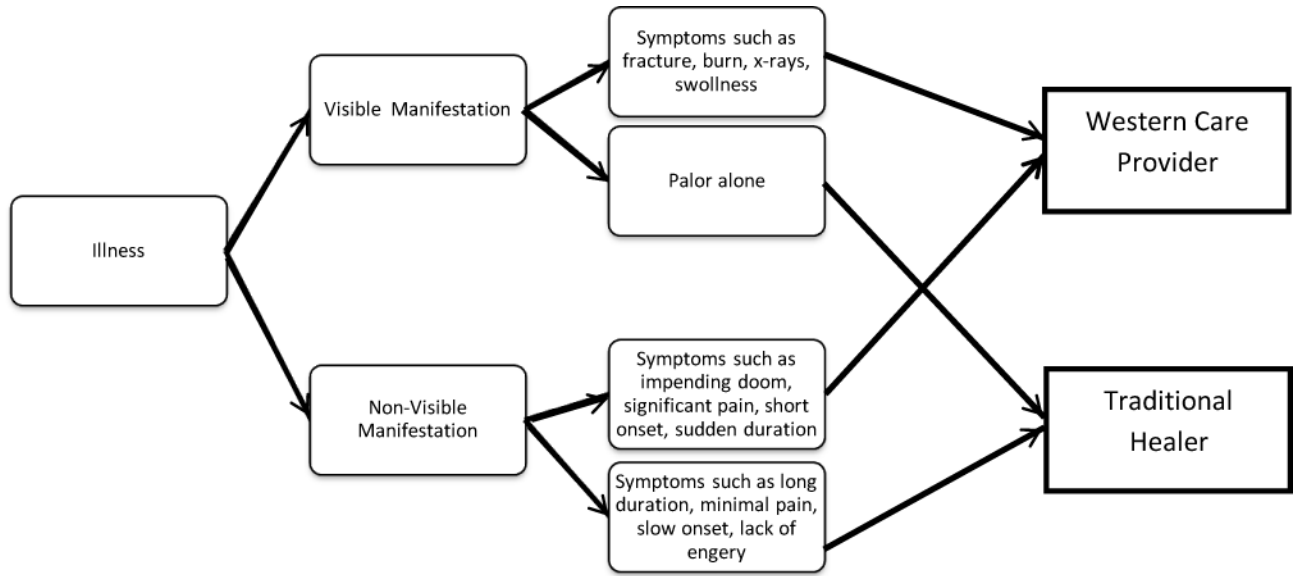 Illness
Visible Manifestation
Non-Visible
Manifestation
Symptoms such as
fracture, burn, x-rays,
swollness
Palor alone
Symptoms such as
impending doom,
significant pain, short
onset, sudden duration
Symptoms such as long
duration, minimal pain,
slow onset, lack of
engery
Western Care
Provider
Traditional
Healer